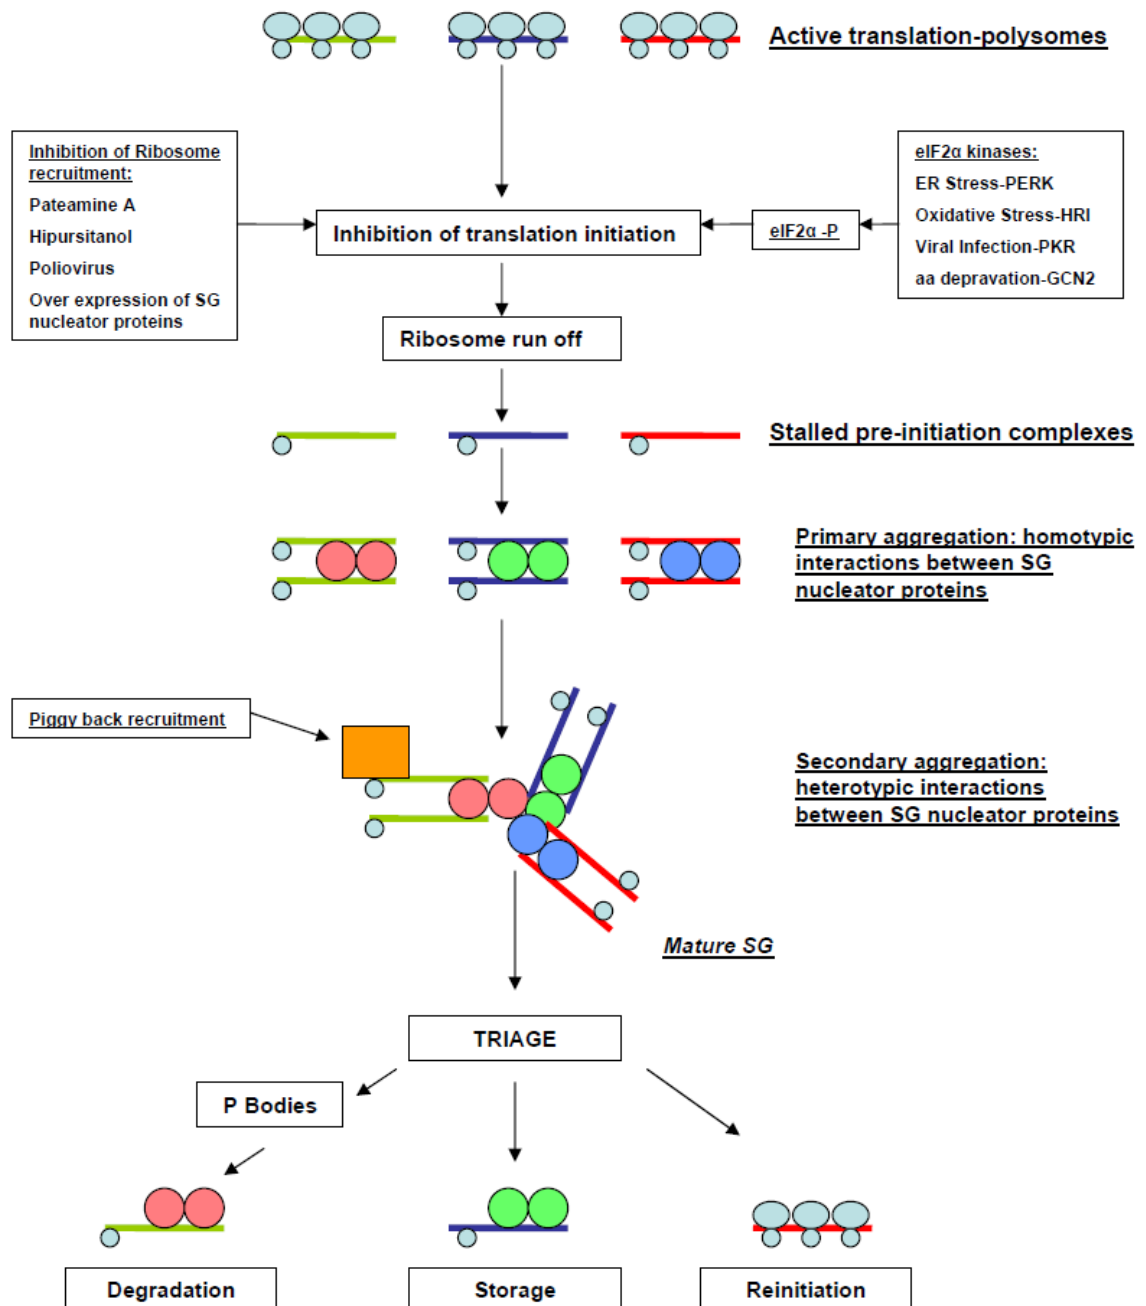 Active translation-polysomes
Inhibition of Ribosome
recruitment:
Pateamine A
Hipursitanol
Poliovirus
Over expression of SG
nucleator proteins
Inhibition of translation initiation
eIF2α -P
eIF2α kinases:
ER Stress-PERK
Oxidative Stress-HRI
Viral Infection-PKR
aa depravation-GCN2
Ribosome run off
Stalled pre-initiation complexes
Primary aggregation: homotypic
interactions between SG
nucleator proteins
Piggy back recruitment
Secondary aggregation:
heterotypic interactions
between SG nucleator proteins
Mature SG
TRIAGE
P Bodies
Degradation
Storage
Reinitiation